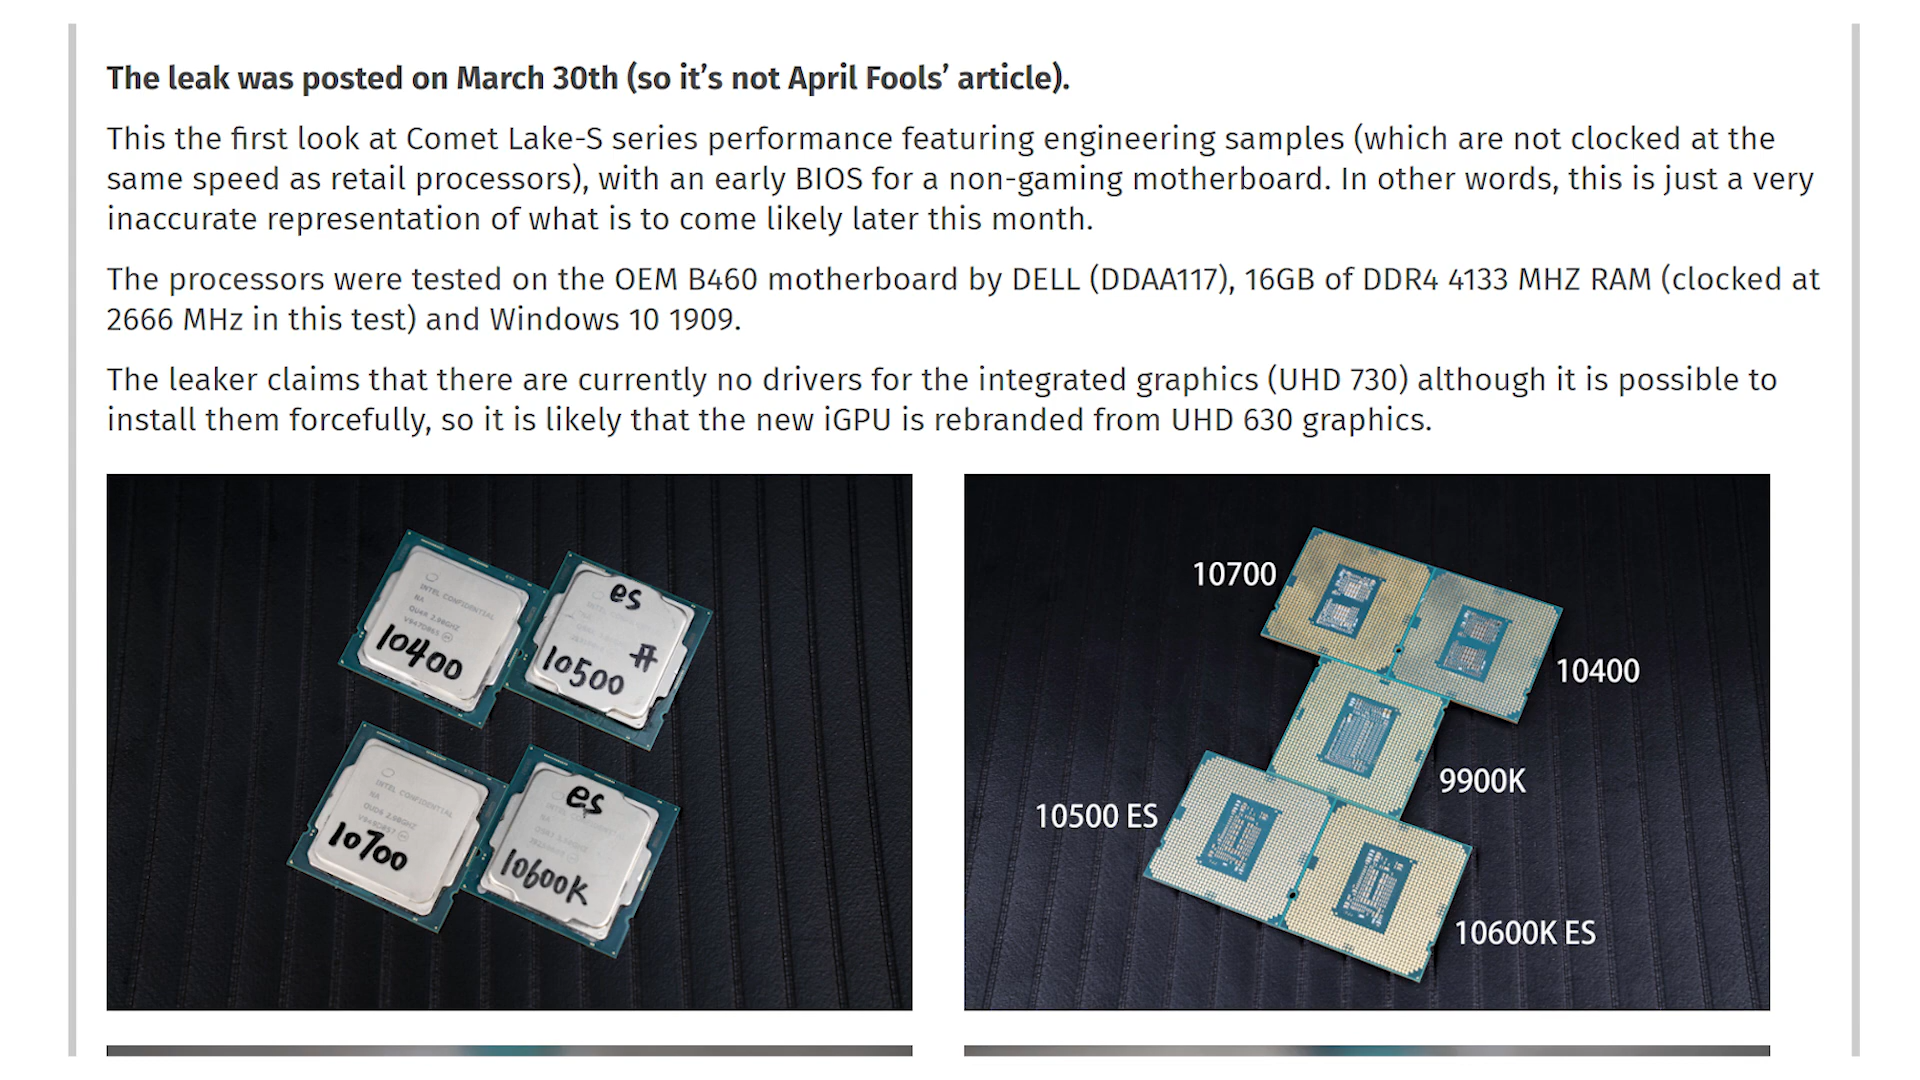 The leak was posted on March 30th (so it’s not April Fools’ article).
This the first look at Comet Lake-S series performance featuring engineering samples (which are not clocked at the
same speed as retail processors), with an early BIOS for a non-gaming motherboard. In other words, this is just a very
inaccurate representation of what is to come likely later this month.
The processors were tested on the OEM B460 motherboard by DELL (DDAA117), 16GB of DDR4 4133 MHZ RAM (clocked at
2666 MHz in this test) and Windows 10 1909.
The leaker claims that there are currently no drivers for the integrated graphics (UHD 730) although it is possible to
install them forcefully, so it is likely that the new iGPU is rebranded from UHD 630 graphics.
INTEL CONFIDENTIAL
NA
10400
es
10500
INTEL CONFIDENTIAL
NA
10700
es
10600K
10700
10400
9900K
10500 ES
10600K ES